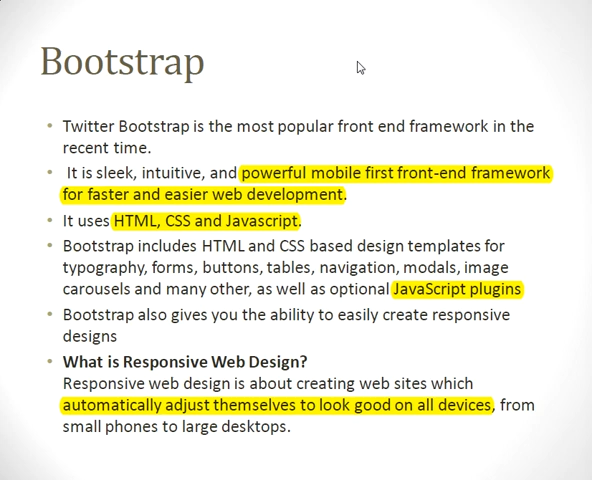 Bootstrap
• Twitter Bootstrap is the most popular front end framework in the
recent time.
• It is sleek, intuitive, and powerful mobile first front-end framework
for faster and easier web development.
• It uses HTML, CSS and Javascript.
• Bootstrap includes HTML and CSS based design templates for
typography, forms, buttons, tables, navigation, modals, image
carousels and many other, as well as optional JavaScript plugins
• Bootstrap also gives you the ability to easily create responsive
designs
• What is Responsive Web Design?
Responsive web design is about creating web sites which
automatically adjust themselves to look good on all devices, from
small phones to large desktops.